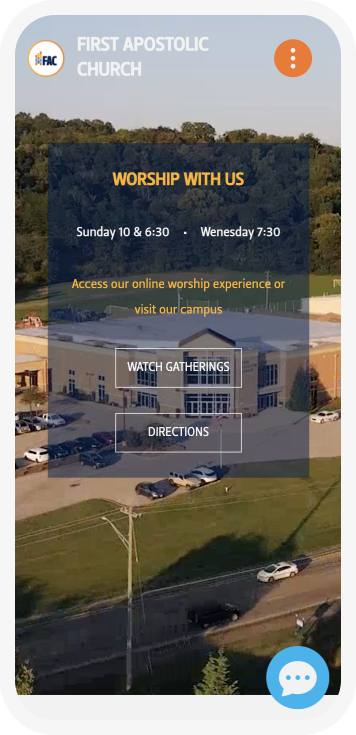 FAC
FIRST APOSTOLIC
CHURCH
WORSHIP WITH US
Sunday 10 & 6:30 • Wenesday 7:30
Access our online worship experience or
visit our campus
WATCH GATHERINGS
DIRECTIONS